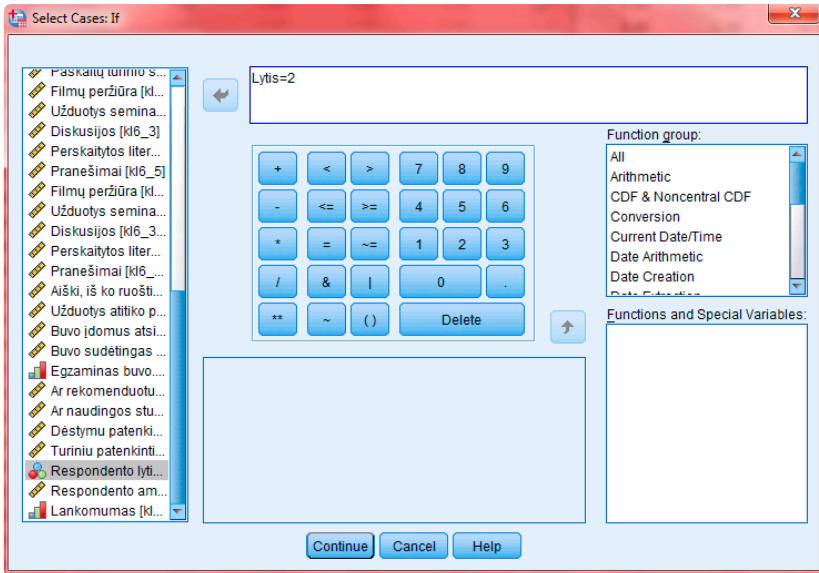 Select Cases: If
Paskaitų turinio s...
Filmų peržiūra [kl...
Užduotys semina...
Diskusijos [kl6_3]
Perskaitytos liter...
Pranešimai [kl6_5]
Filmų peržiūra [kl...
Užduotys semina...
Diskusijos [kl6_3...
Perskaitytos liter...
Pranešimai [kl6_...
Aiški, iš ko ruošti...
Užduotys atitiko p...
Buvo įdomus atsi...
Buvo sudėtingas ...
Egzaminas buvo....
Ar rekomenduotu...
Ar naudingos stu...
Dėstymu patenki...
Turiniu patenkinti...
Respondento lyti...
Respondento am...
Lankomumas [kl...
Lytis=2
+ < > 7 8 9
- <= >= 4 5 6
* = ~= 1 2 3
/ & | 0 .
** ~ ( ) Delete
Function group:
All
Arithmetic
CDF & Noncentral CDF
Conversion
Current Date/Time
Date Arithmetic
Date Creation
Date Extraction
Functions and Special Variables:
Continue Cancel Help